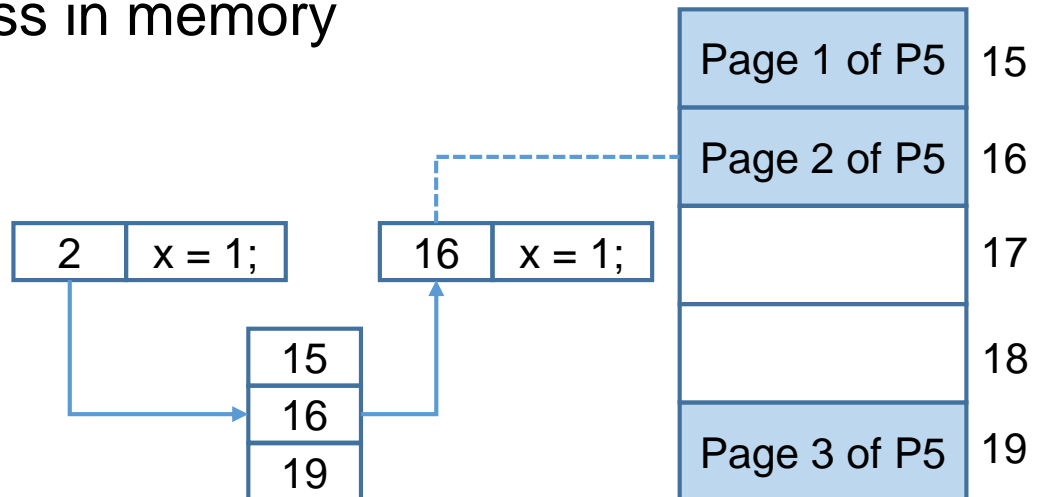 ss in memory
Page 1 of P5 15
Page 2 of P5 16
2 x = 1; 16 x = 1; 17
15 18
16
19 Page 3 of P5 19